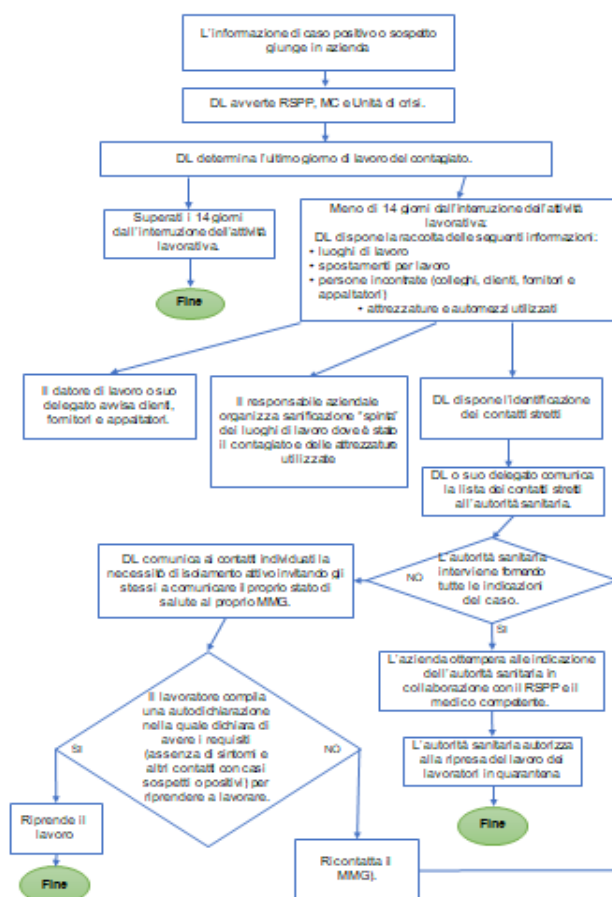 L'informazione di caso positivo o sospetto
giunge in azienda
DL avverte RSPP, MC e Unità di crisi.
DL determina l'ultimo giorno di lavoro del contagiato.
Superati i 14 giorni
dall'interruzione dell'attività
lavorativa.
Fine
Meno di 14 giorni dall'interruzione dell'attività
lavorativa:
DL dispone la raccolta delle seguenti informazioni:
• luoghi di lavoro
• spostamenti per lavoro
• persone incontrate (colleghi, clienti, fornitori e
appaltatori)
• attrezzature e automezzi utilizzati
Il datore di lavoro o suo
delegato avvisa clienti,
fornitori e appaltatori.
Il responsabile aziendale
organizza sanificazione "spinta"
dei luoghi di lavoro dove è stato
il contagiato e delle attrezzature
utilizzate
DL dispone l'identificazione
dei contatti stretti
DL o suo delegato comunica
la lista dei contatti stretti
all'autorità sanitaria.
L'autorità sanitaria
interviene fornendo
tutte le indicazioni
del caso.
NO
SI
DL comunica ai contatti individuati la
necessità di isolamento attivo invitando gli
stessi a comunicare il proprio stato di
salute al proprio MMG.
L'azienda ottempera alle indicazione
dell'autorità sanitaria in
collaborazione con il RSPP e il
medico competente.
L'autorità sanitaria autorizza
alla ripresa del lavoro dei
lavoratori in quarantena
Fine
Il lavoratore compila
una autodichiarazione
nella quale dichiara di
avere i requisiti
(assenza di sintomi e
altri contatti con casi
sospetti o positivi) per
riprendere a lavorare.
SI
NO
Riprende il
lavoro
Fine
Ricontatta il
MMG).